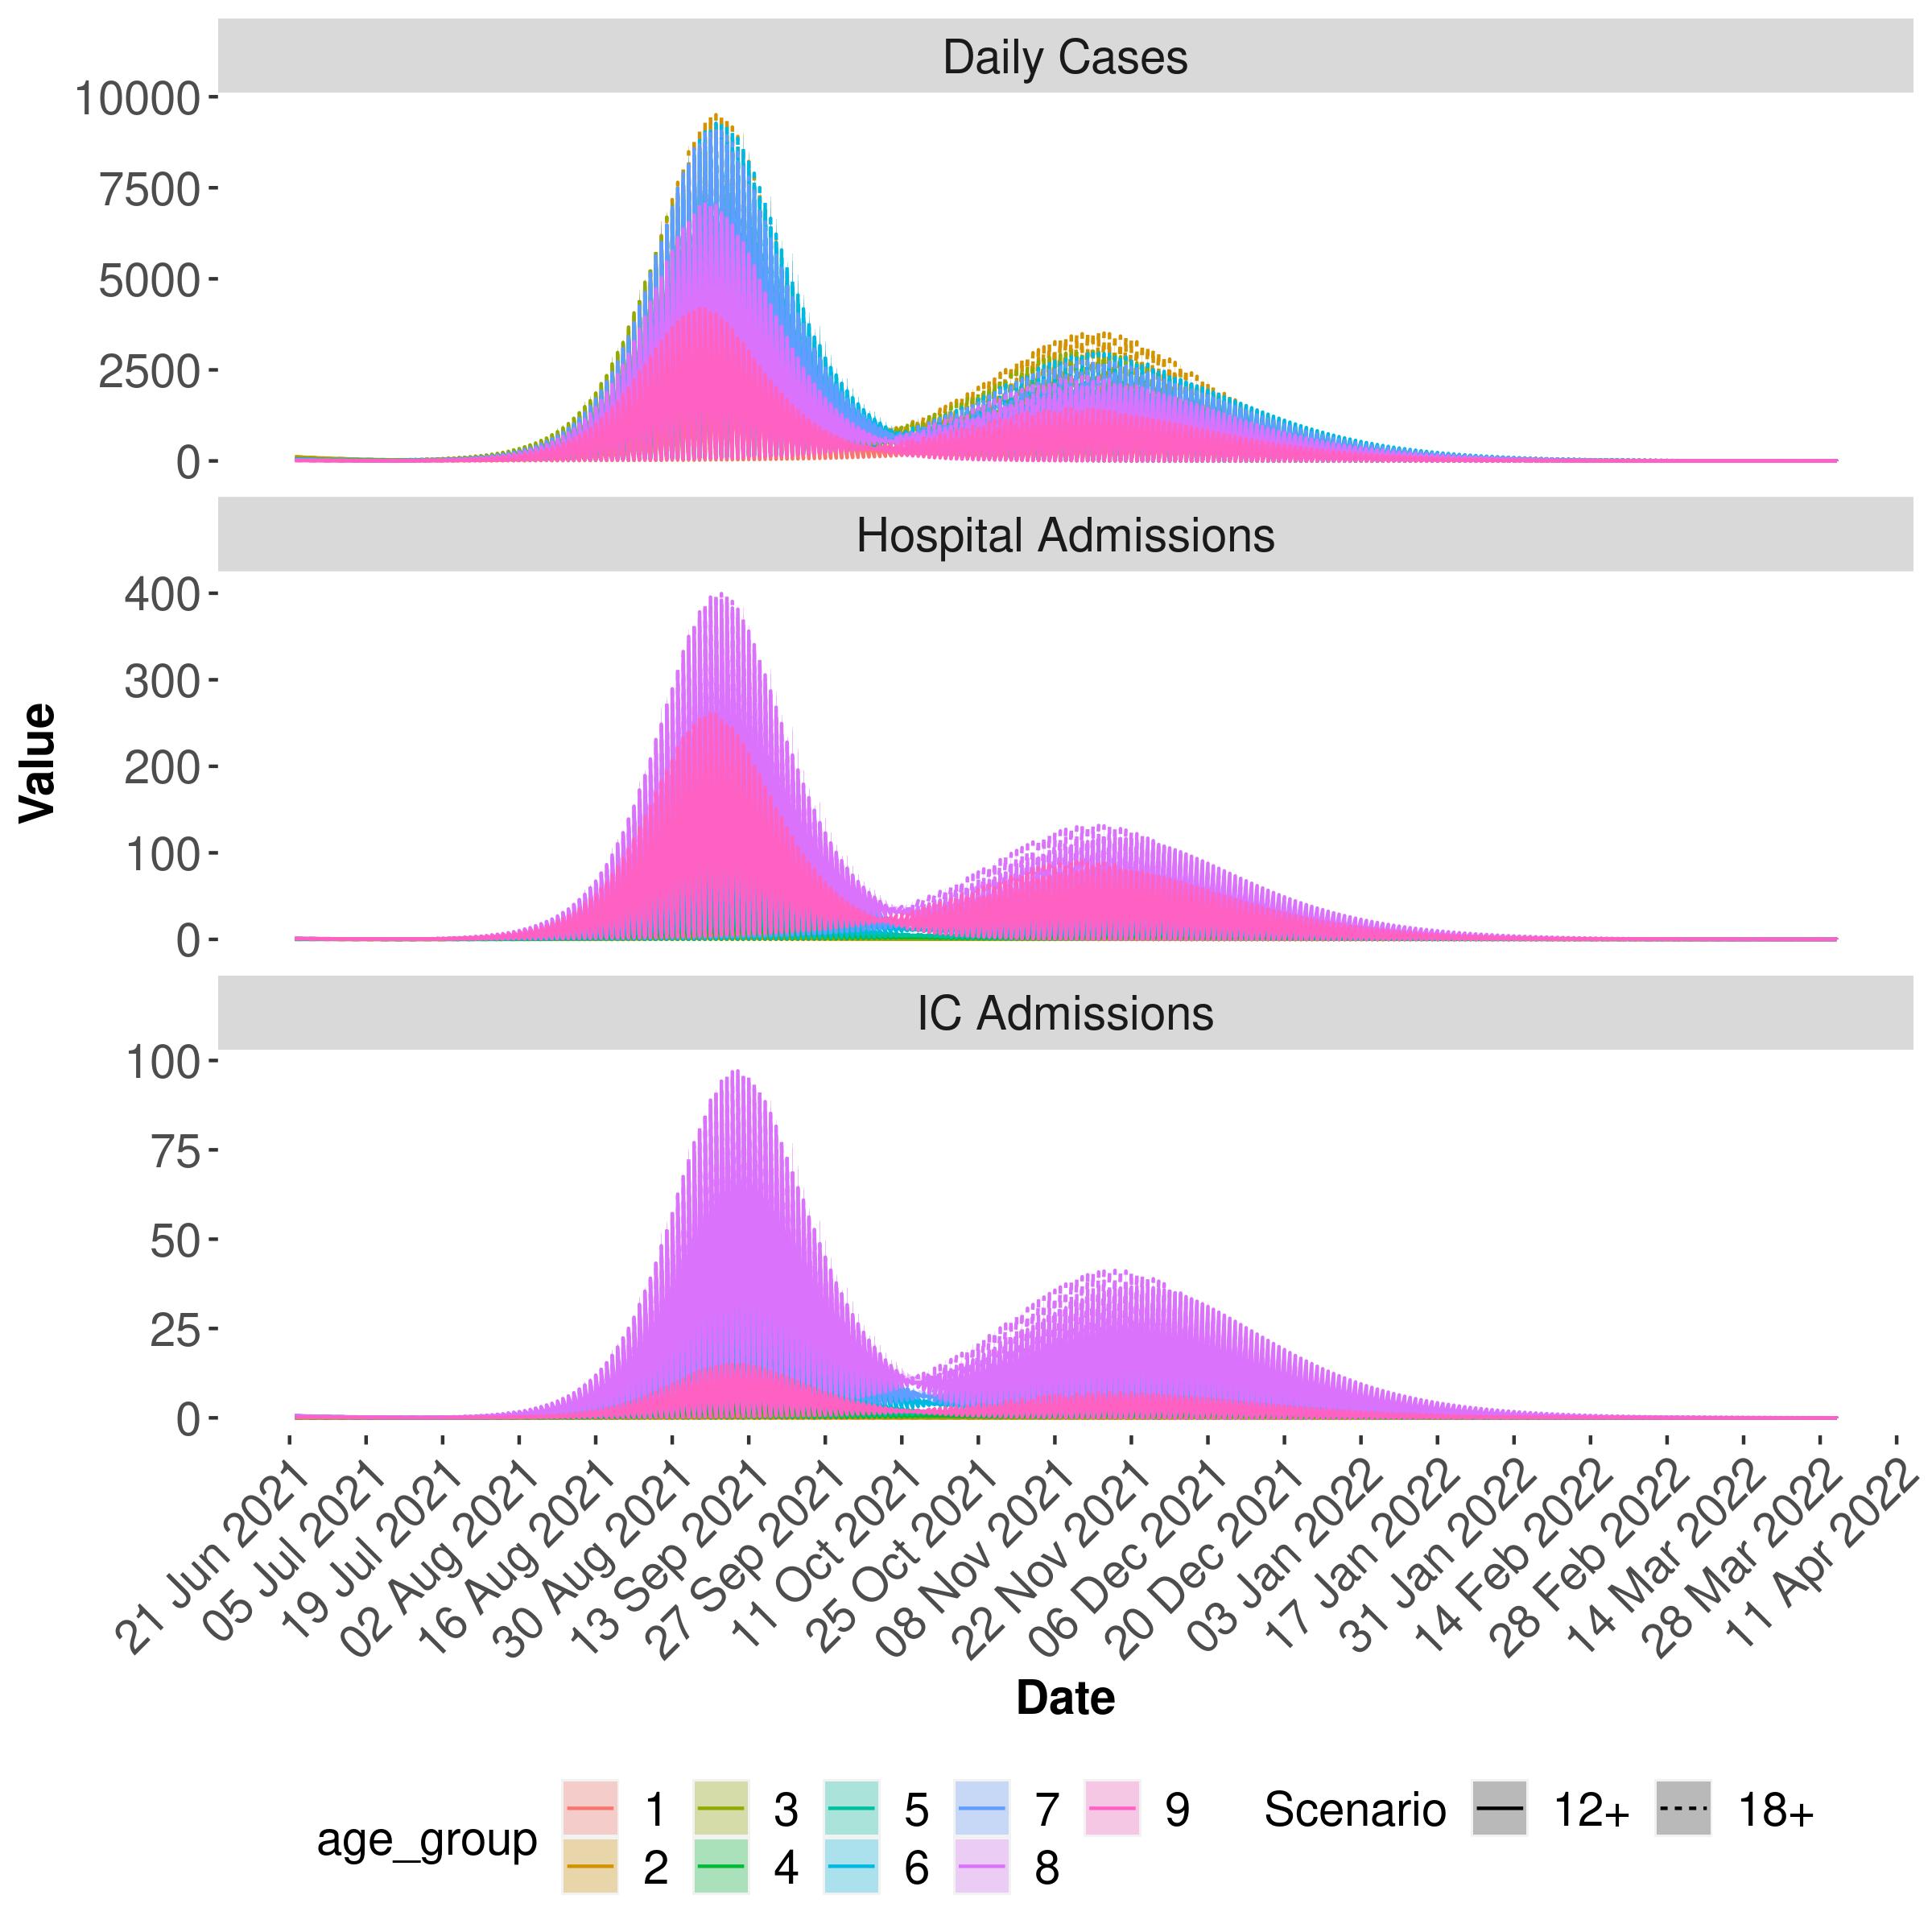 Daily Cases
10000
7500
5000
2500
0
Hospital Admissions
400
300
200
100
0
IC Admissions
100
75
50
25
0
Value
21 Jun 2021
05 Jul 2021
19 Jul 2021
02 Aug 2021
16 Aug 2021
30 Aug 2021
13 Sep 2021
27 Sep 2021
11 Oct 2021
25 Oct 2021
08 Nov 2021
22 Nov 2021
06 Dec 2021
20 Dec 2021
03 Jan 2022
17 Jan 2022
31 Jan 2022
14 Feb 2022
28 Feb 2022
14 Mar 2022
28 Mar 2022
11 Apr 2022
Date
age_group
1 3 5 7 9
2 4 6 8
Scenario 12+ 18+